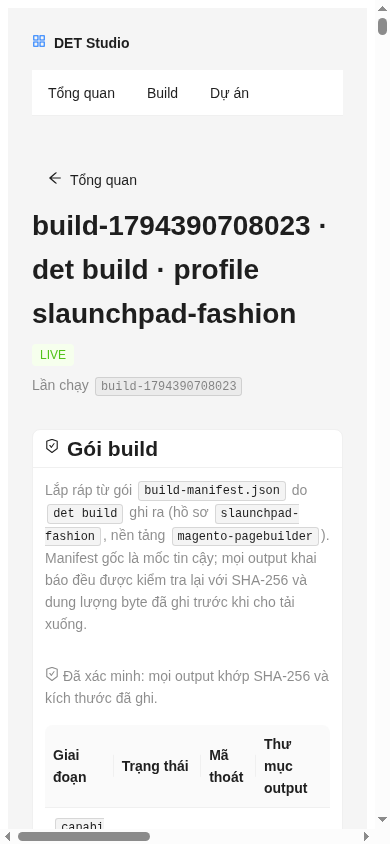 DET Studio
Tổng quan Build Dự án
Tổng quan
build-1794390708023 ·
det build · profile
slaunchpad-fashion
LIVE
Lần chạy build-1794390708023
Gói build
Lắp ráp từ gói build-manifest.json do
det build ghi ra (hồ sơ slaunchpad-
fashion, nền tảng magento-pagebuilder).
Manifest gốc là mốc tin cậy; mọi output khai
báo đều được kiểm tra lại với SHA-256 và
dung lượng byte đã ghi trước khi cho tải
xuống.
Đã xác minh: mọi output khớp SHA-256 và
kích thước đã ghi.
Giai đoạn Trạng thái Mã thoát Thư mục output
capabi